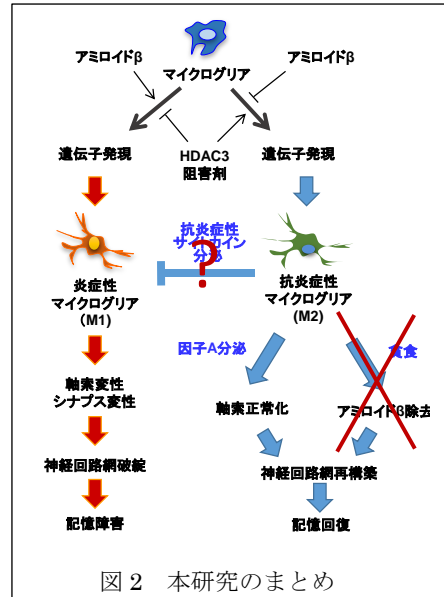 アミロイドβ
アミロイドβ
マイクログリア
遺伝子発現
HDAC3
阻害剤
遺伝子発現
抗炎症性
サイトカイン
分泌
?
炎症性
マイクログリア
(M1)
抗炎症性
マイクログリア
(M2)
因子A分泌
貪食
軸索変性
シナプス変性
軸索正常化
アミロイドβ除去
神経回路網破綻
神経回路網再構築
記憶障害
記憶回復
図 2 本研究のまとめ